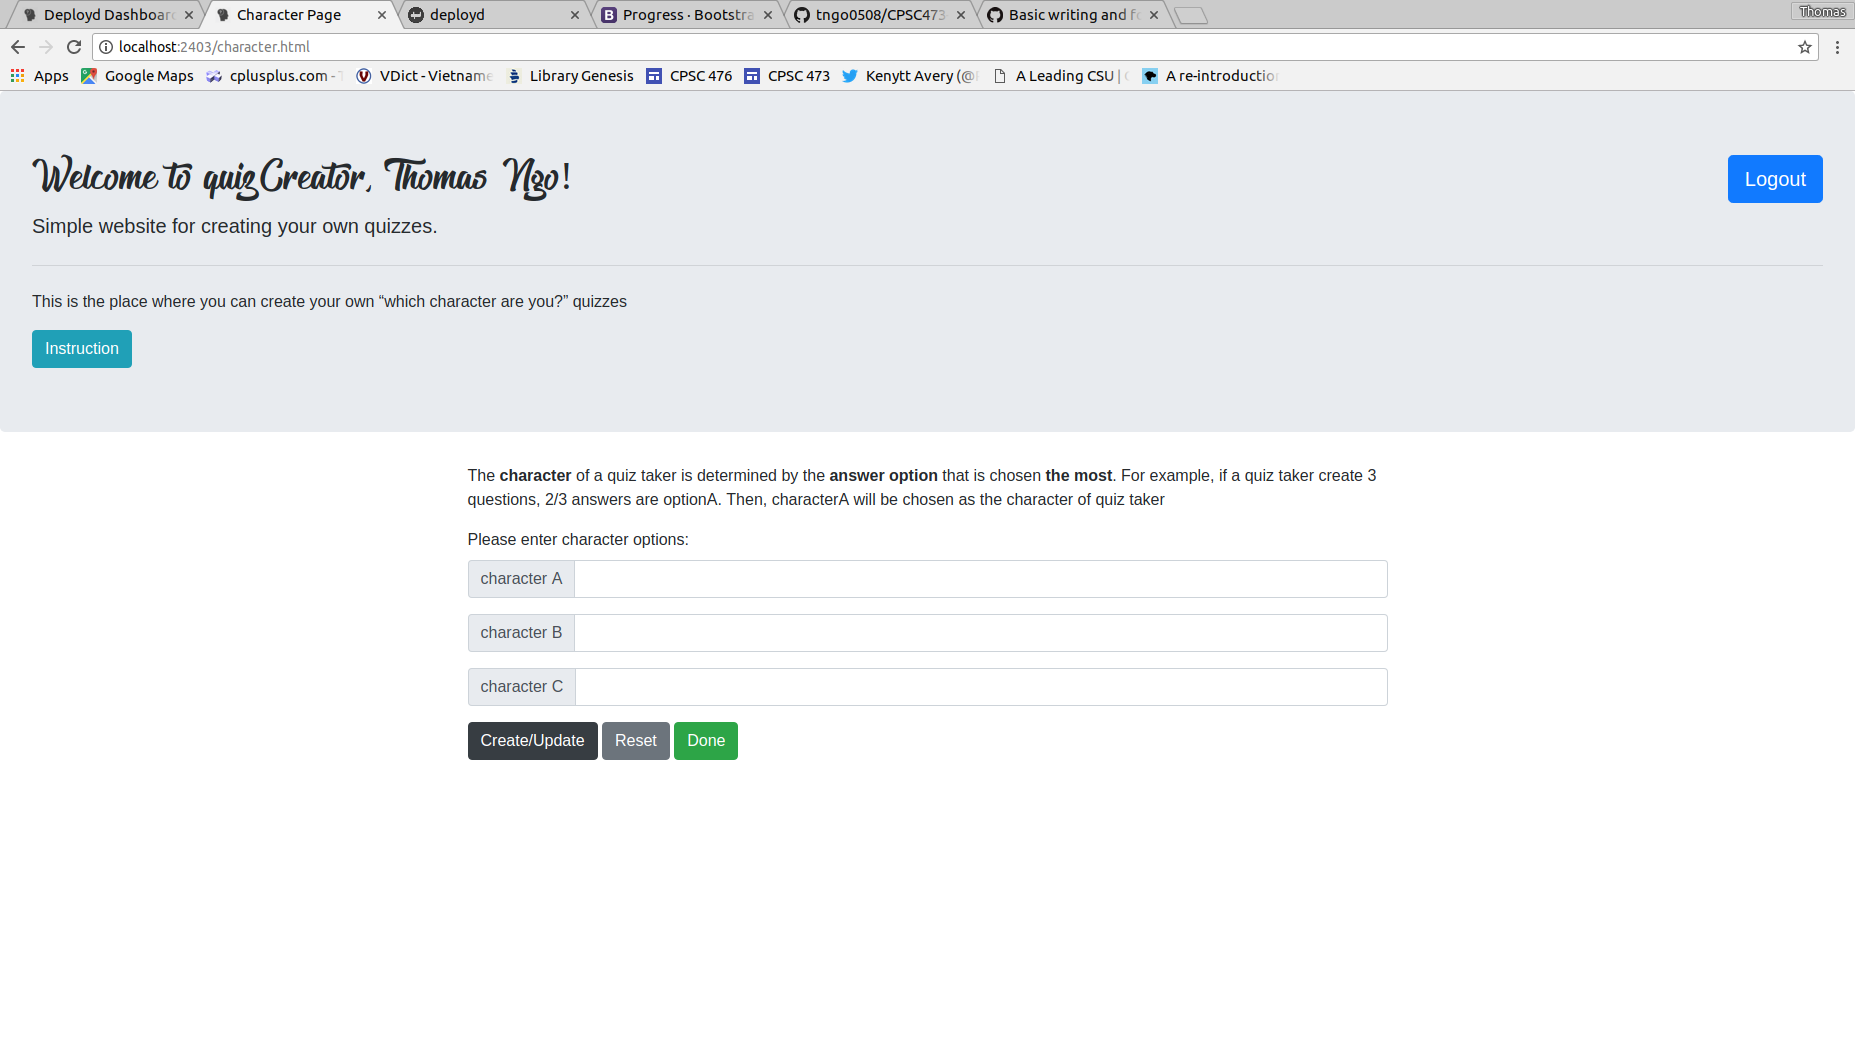 Deployd Dashboard
Character Page
deployd
Progress · Bootstra
tngo0508/CPSC473
Basic writing and fo
Thomas
localhost:2403/character.html
Apps
Google Maps
cplusplus.com -
VDict - Vietname
Library Genesis
CPSC 476
CPSC 473
Kenytt Avery (@
A Leading CSU |
A re-introduction
Welcome to quizCreator, Thomas Ngo!
Logout
Simple website for creating your own quizzes.
This is the place where you can create your own “which character are you?” quizzes
Instruction
The character of a quiz taker is determined by the answer option that is chosen the most. For example, if a quiz taker create 3
questions, 2/3 answers are optionA. Then, characterA will be chosen as the character of quiz taker
Please enter character options:
character A
character B
character C
Create/Update Reset Done